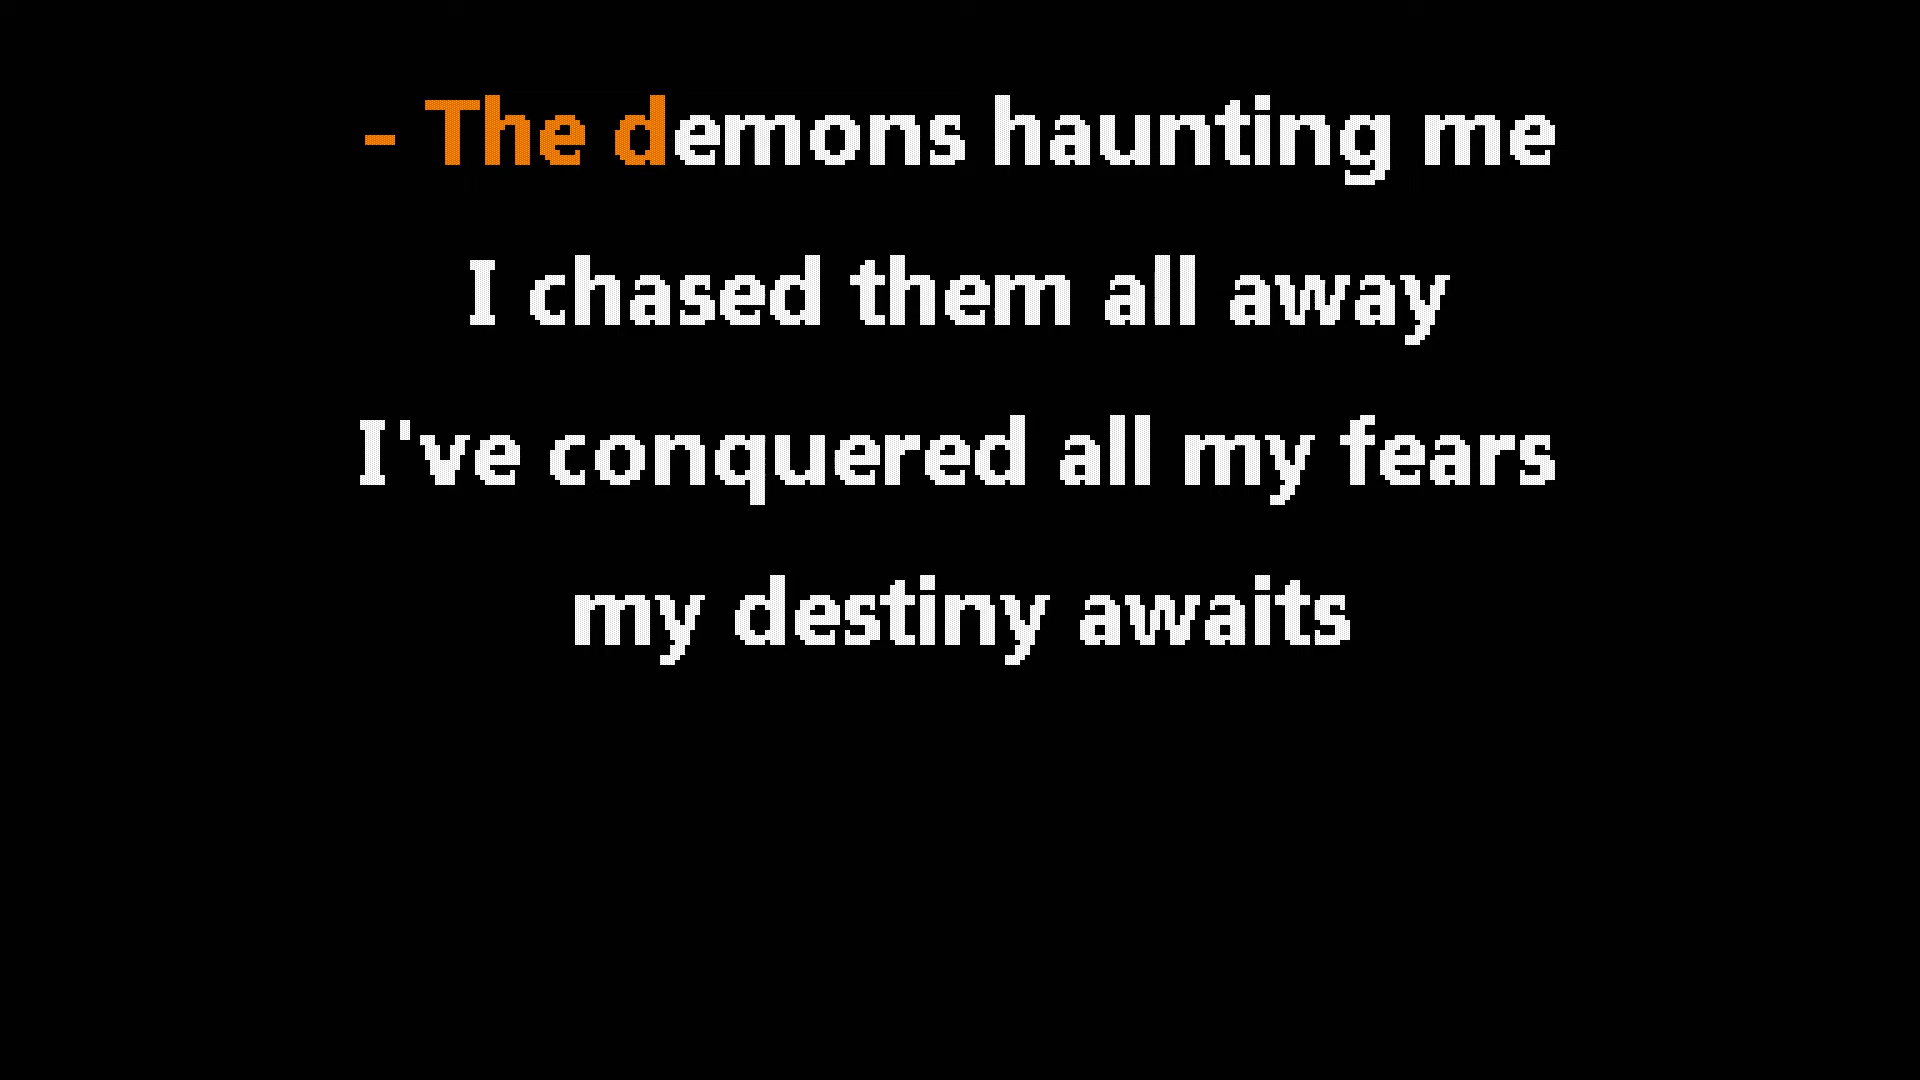 - The demons haunting me
I chased them all away
I've conquered all my fears
my destiny awaits